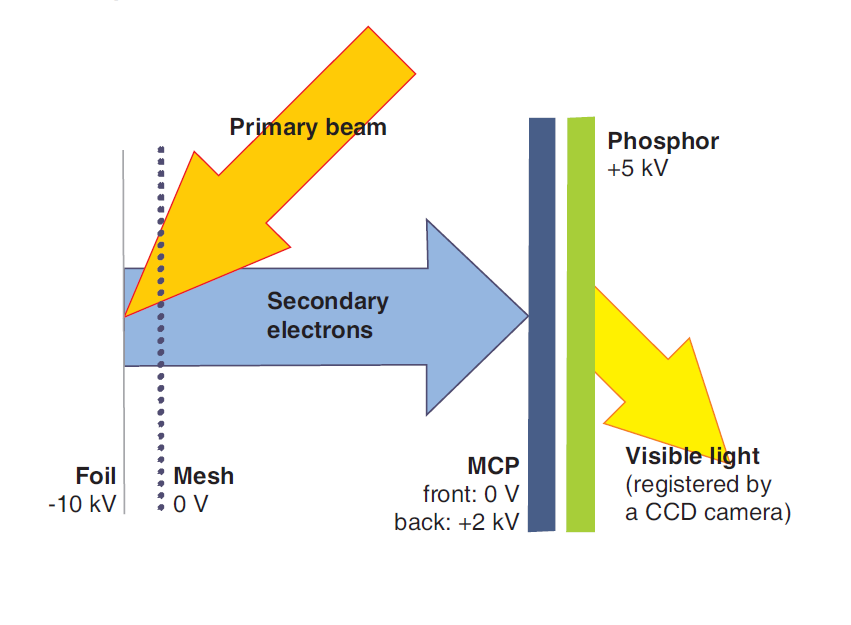 Primary beam
Phosphor
+5 kV
Secondary
electrons
Foil
-10 kV
Mesh
0 V
MCP
front: 0 V
back: +2 kV
Visible light
(registered by
a CCD camera)